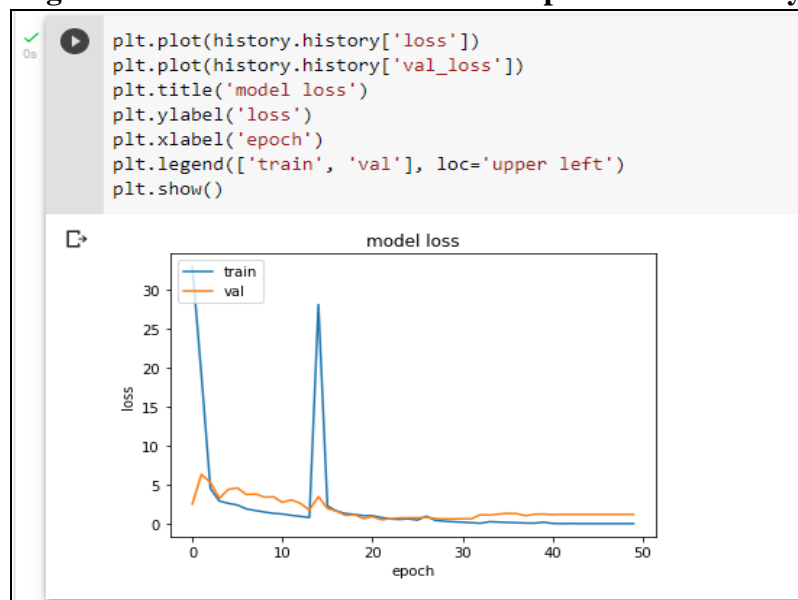 0s
plt.plot(history.history['loss'])
plt.plot(history.history['val_loss'])
plt.title('model loss')
plt.ylabel('loss')
plt.xlabel('epoch')
plt.legend(['train', 'val'], loc='upper left')
plt.show()
model loss
train
val
30
25
20
15
10
5
0
loss
0 10 20 30 40 50
epoch